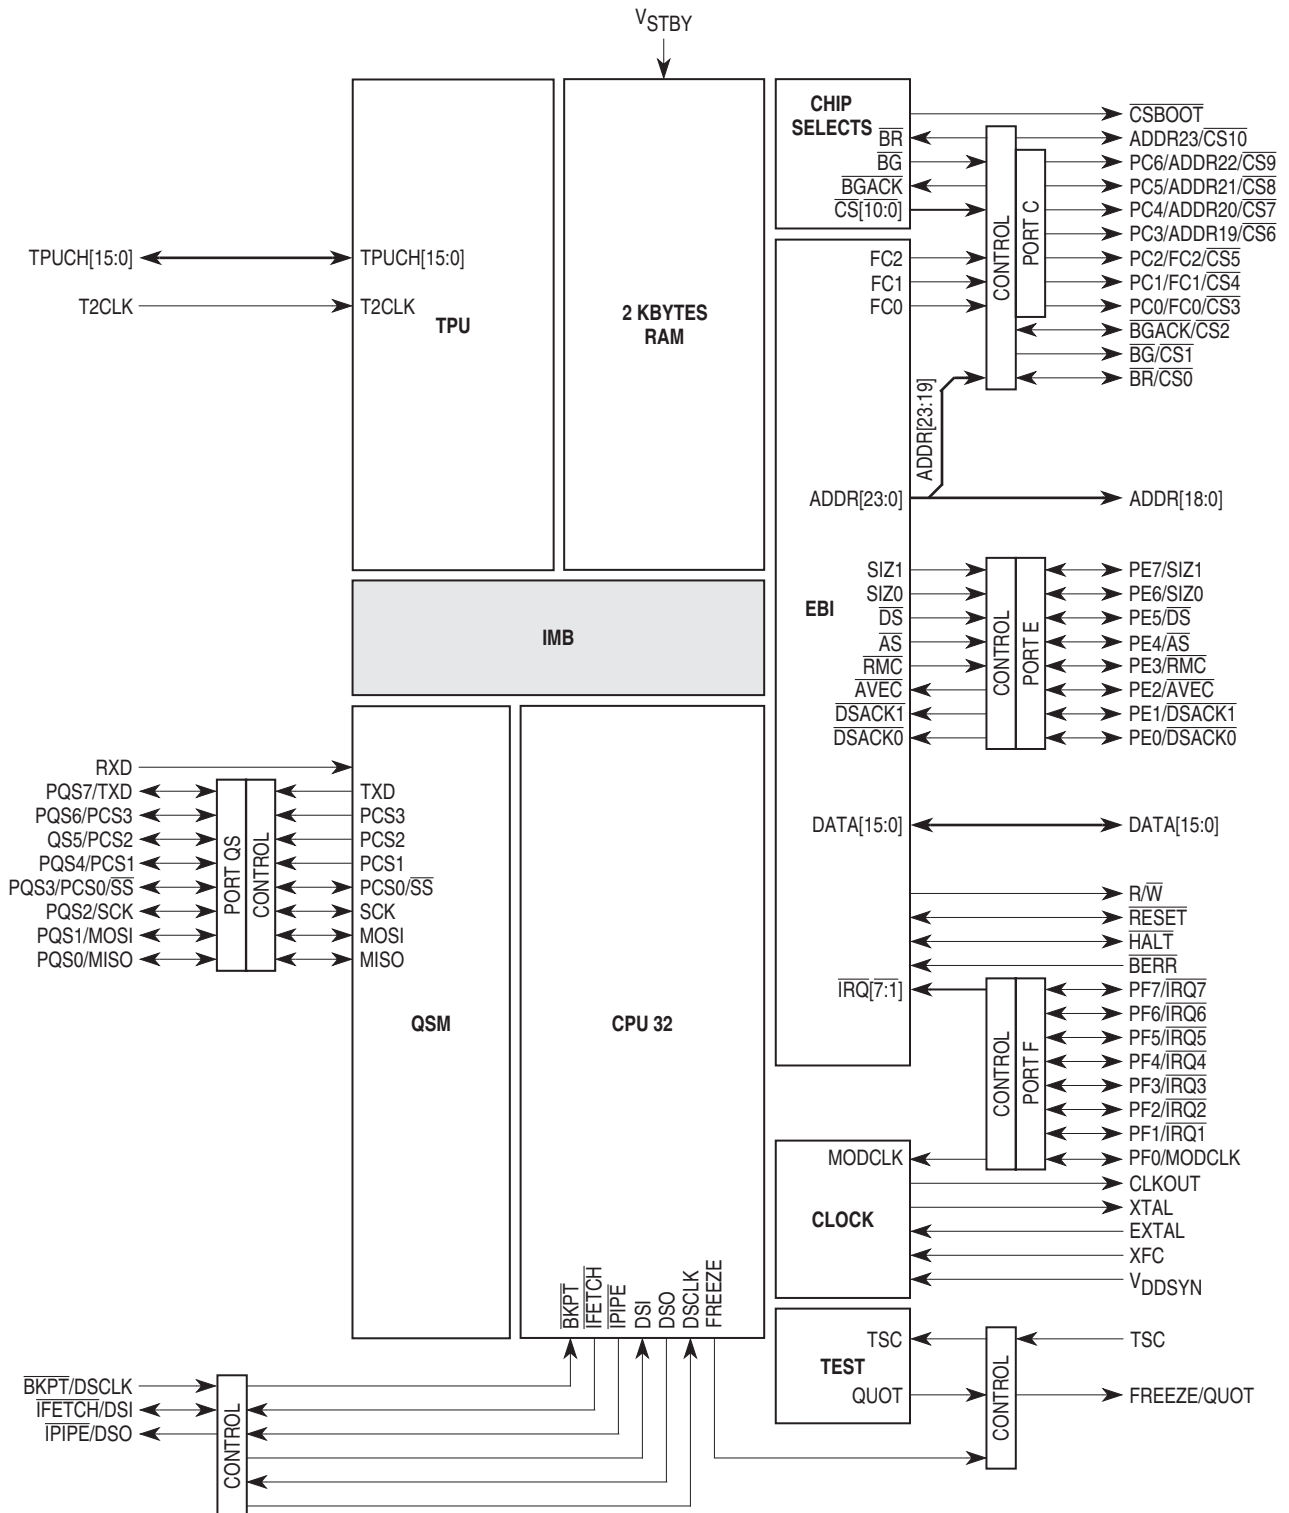 VSTBY
CHIP
SELECTS
BR
BG
BGACK
CS[10:0]
CONTROL
PORT C
CSBOOT
ADDR23/CS10
PC6/ADDR22/CS9
PC5/ADDR21/CS8
PC4/ADDR20/CS7
PC3/ADDR19/CS6
PC2/FC2/CS5
PC1/FC1/CS4
PC0/FC0/CS3
BGACK/CS2
BG/CS1
BR/CS0
TPUCH[15:0]
T2CLK
TPUCH[15:0]
T2CLK
TPU
2 KBYTES
RAM
FC2
FC1
FC0
ADDR[23:19]
ADDR[23:0]
ADDR[18:0]
EBI
SIZ1
SIZ0
DS
AS
RMC
AVEC
DSACK1
DSACK0
CONTROL
PORT E
PE7/SIZ1
PE6/SIZ0
PE5/DS
PE4/AS
PE3/RMC
PE2/AVEC
PE1/DSACK1
PE0/DSACK0
IMB
RXD
PQS7/TXD
PQS6/PCS3
QS5/PCS2
PQS4/PCS1
PQS3/PCS0/SS
PQS2/SCK
PQS1/MOSI
PQS0/MISO
PORT QS
CONTROL
TXD
PCS3
PCS2
PCS1
PCS0/SS
SCK
MOSI
MISO
QSM
CPU 32
DATA[15:0]
DATA[15:0]
R/W
RESET
HALT
BERR
IRQ[7:1]
CONTROL
PORT F
PF7/IRQ7
PF6/IRQ6
PF5/IRQ5
PF4/IRQ4
PF3/IRQ3
PF2/IRQ2
PF1/IRQ1
PF0/MODCLK
MODCLK
CLOCK
CLKOUT
XTAL
EXTAL
XFC
VDDSYN
BKPT
IFETCH
IPIPE
DSI
DSO
DSCLK
FREEZE
TSC
TEST
QUOT
CONTROL
TSC
FREEZE/QUOT
BKPT/DSCLK
IFETCH/DSI
IPIPE/DSO
CONTROL